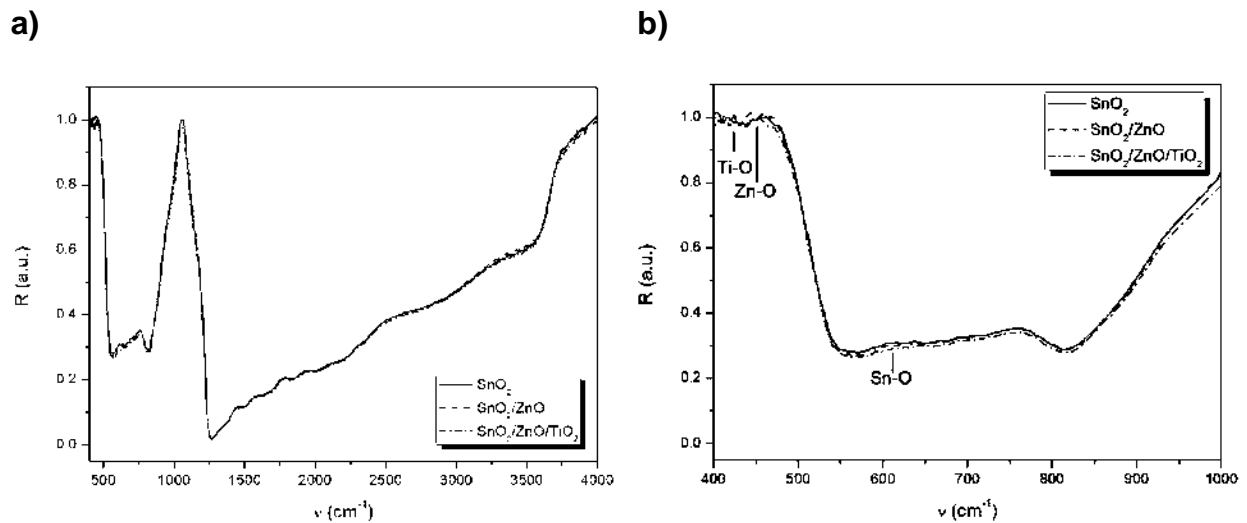 a)
b)
1.0
0.8
0.6
0.4
0.2
0.0
R (a.u.)
500 1000 1500 2000 2500 3000 3500 4000
ν (cm⁻¹)
SnO₂
SnO₂/ZnO
SnO₂/ZnO/TiO₂
1.0
0.8
0.6
0.4
0.2
0.0
R (a.u.)
400 500 600 700 800 900 1000
ν (cm⁻¹)
SnO₂
SnO₂/ZnO
SnO₂/ZnO/TiO₂
Ti-O
Zn-O
Sn-O